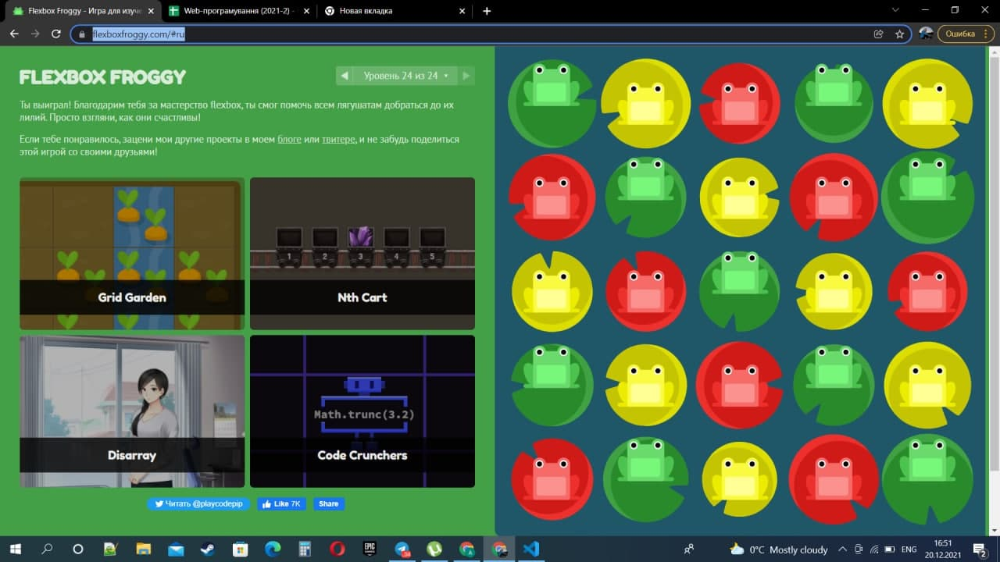 Flexbox Froggy - Игра для изуче
Web-програмування (2021-2) -
Новая вкладка
flexboxfroggy.com/#ru
Ошибка
FLEXBOX FROGGY
Уровень 24 из 24
Ты выиграл! Благодарим тебя за мастерство flexbox, ты смог помочь всем лягушатам добраться до их
лилий. Просто взгляни, как они счастливы!
Если тебе понравилось, зацени мои другие проекты в моем блоге или твитере, и не забудь поделиться
этой игрой со своими друзьями!
1 2 3 4 5
Grid Garden
Nth Cart
Math.trunc(3.2)
Disarray
Code Crunchers
Читать @playcodepip
Like 7K
Share
EPIC
0°C Mostly cloudy
ENG
16:51
20.12.2021
2